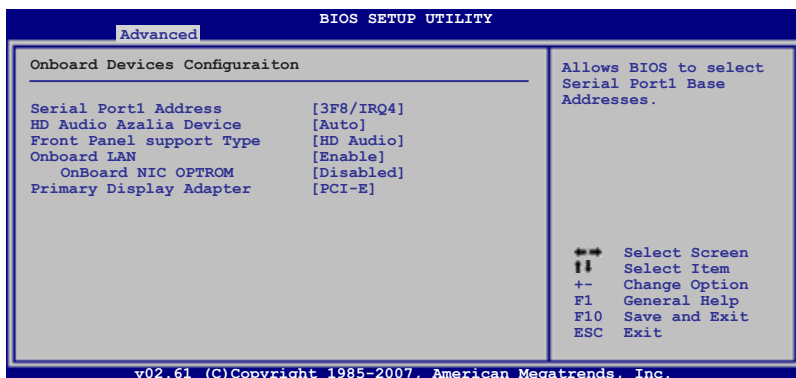 BIOS SETUP UTILITY
Advanced
Onboard Devices Configuraiton
Serial Port1 Address [3F8/IRQ4]
HD Audio Azalia Device [Auto]
Front Panel support Type [HD Audio]
Onboard LAN [Enable]
OnBoard NIC OPTROM [Disabled]
Primary Display Adapter [PCI-E]
Allows BIOS to select
Serial Port1 Base
Addresses.
←→ Select Screen
↑↓ Select Item
+- Change Option
F1 General Help
F10 Save and Exit
ESC Exit
v02.61 (C)Copyright 1985-2007, American Megatrends, Inc.